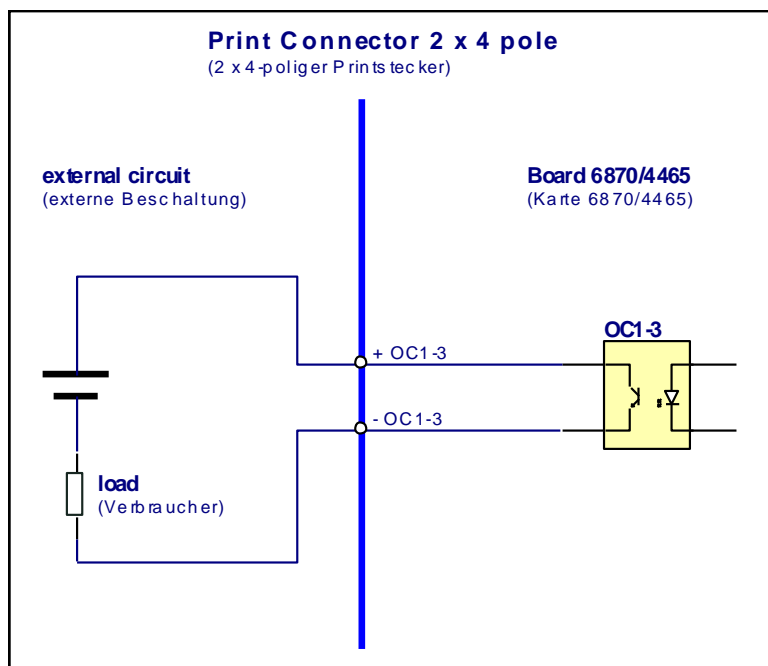 Print Connector 2 x 4 pole
(2 x 4-poliger Printstecker)
external circuit
(externe Beschaltung)
Board 6870/4465
(Karte 6870/4465)
OC1-3
+ OC1-3
- OC1-3
load
(Verbraucher)